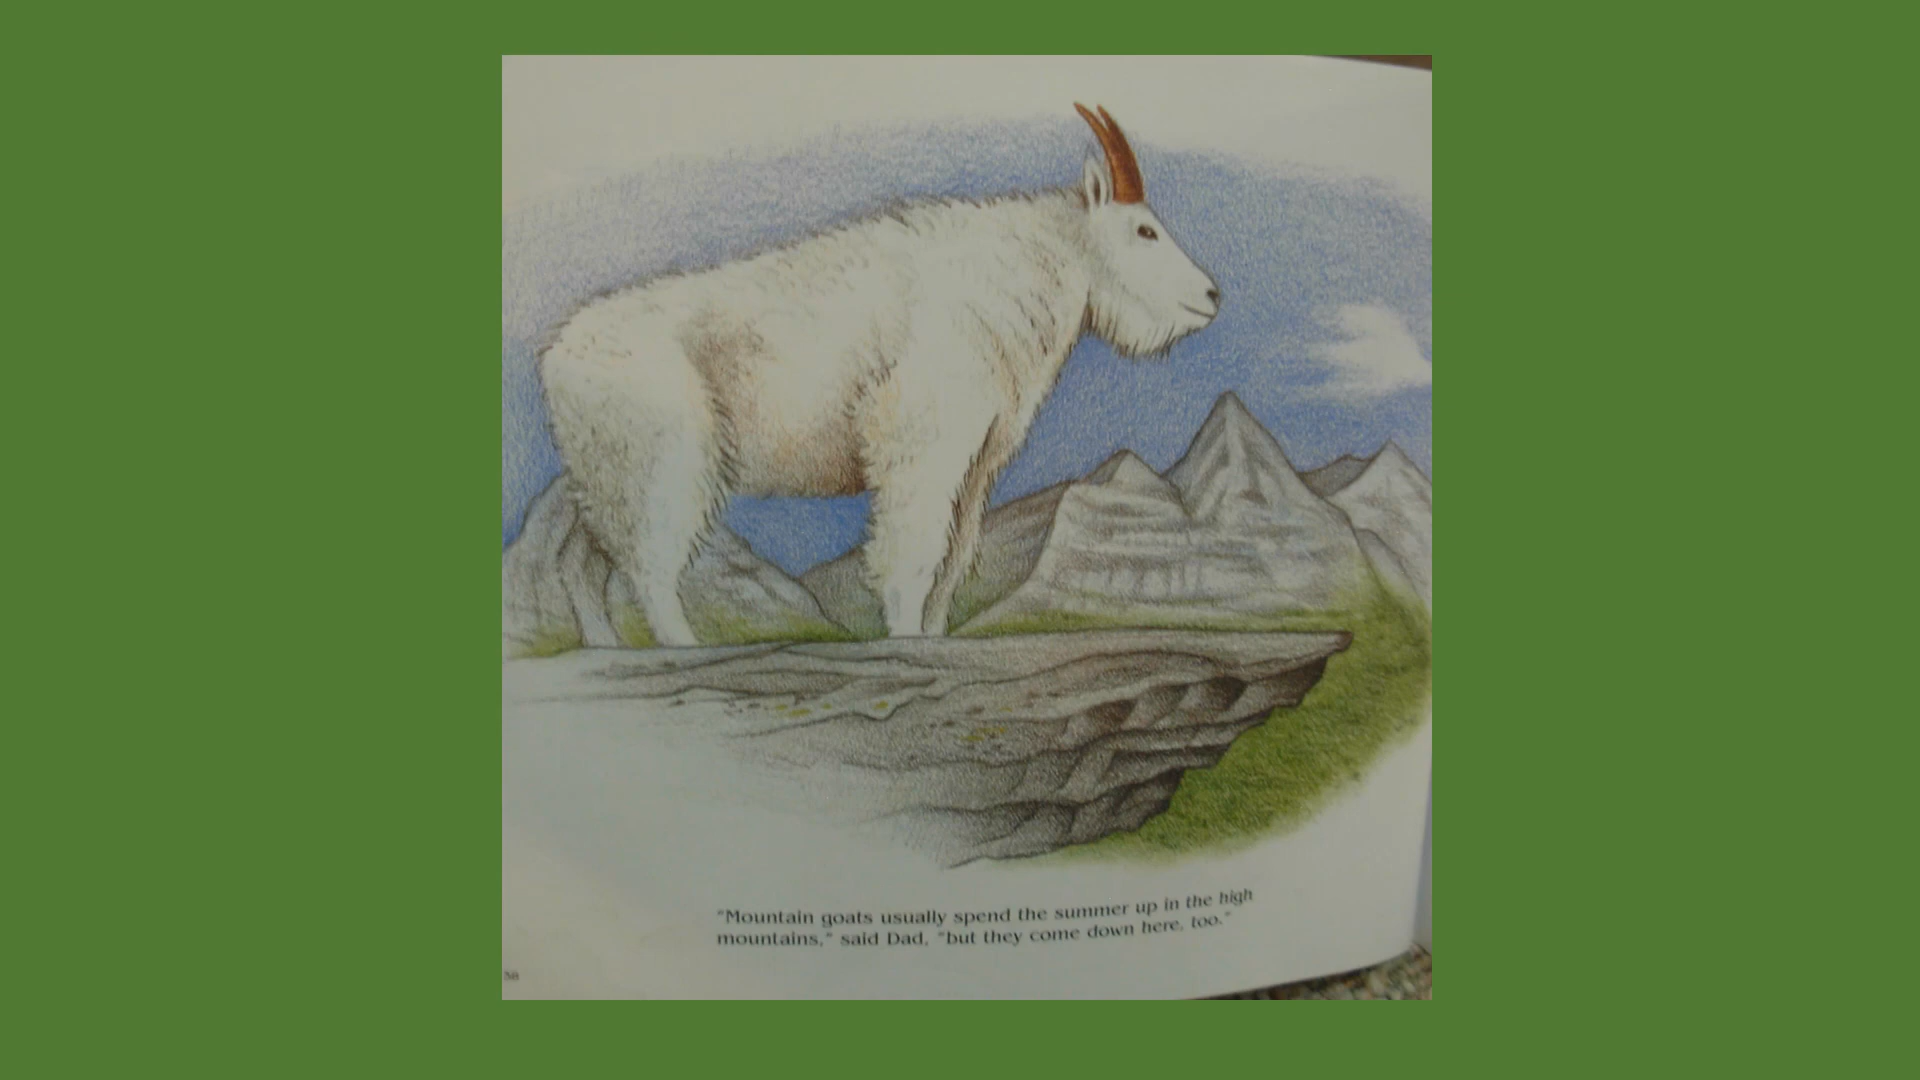 "Mountain goats usually spend the summer up in the high
mountains," said Dad, "but they come down here, too."